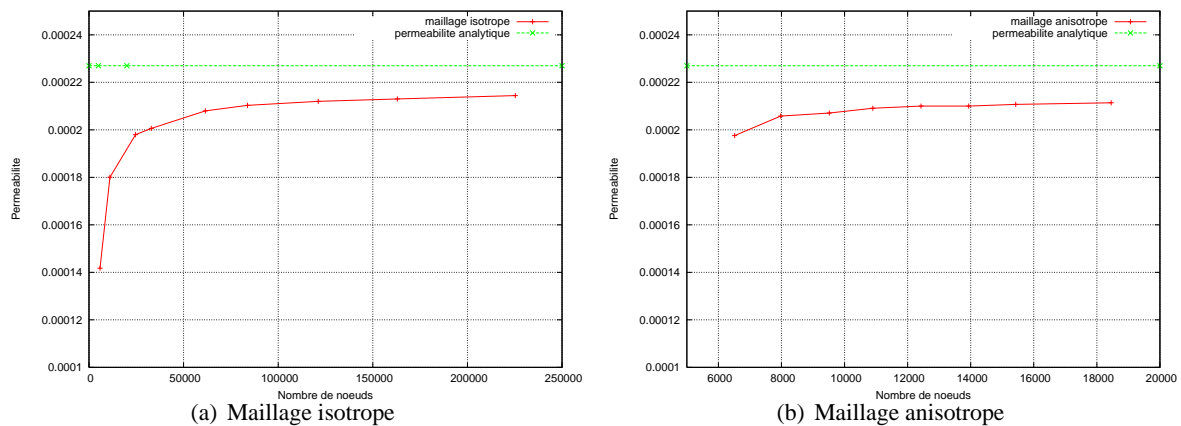 maillage isotrope
permeabilite analytique
0.00024
0.00022
0.0002
0.00018
0.00016
0.00014
0.00012
0.0001
Permeabilite
0 50000 100000 150000 200000 250000
Nombre de noeuds
(a) Maillage isotrope
maillage anisotrope
permeabilite analytique
0.00024
0.00022
0.0002
0.00018
0.00016
0.00014
0.00012
0.0001
Permeabilite
6000 8000 10000 12000 14000 16000 18000 20000
Nombre de noeuds
(b) Maillage anisotrope